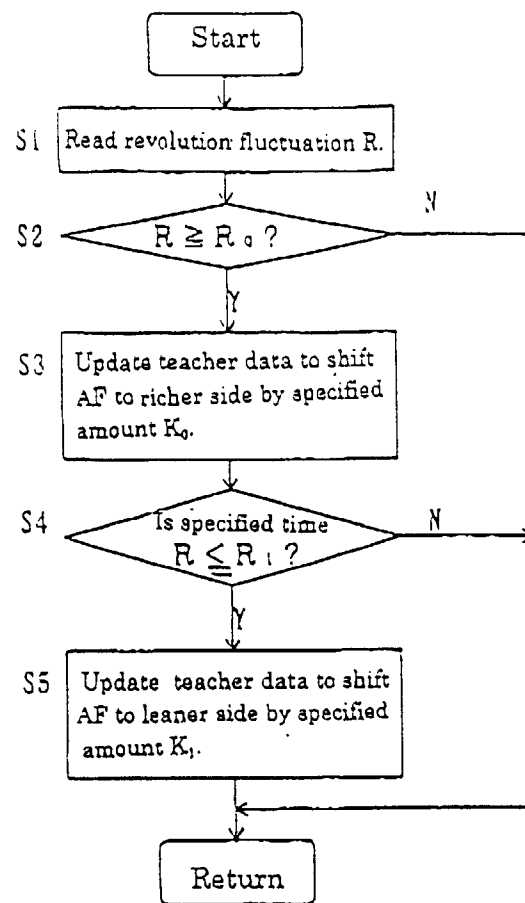 Start
S1
Read revolution fluctuation R.
N
S2
R ≧ R₀ ?
Y
S3
Update teacher data to shift
AF to richer side by specified
amount K₀.
S4
Is specified time
R ≦ R₁ ?
N
Y
S5
Update teacher data to shift
AF to leaner side by specified
amount K₁.
Return